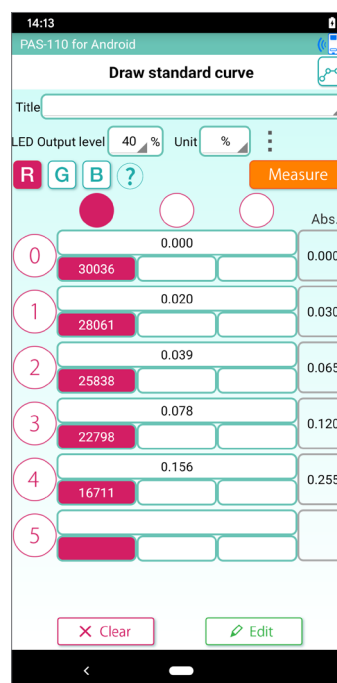 14:13
PAS-110 for Android
Draw standard curve
Title
LED Output level 40 % Unit %
R G B ? Measure
Abs.
0 0.000 0.000
30036
1 0.020 0.030
28061
2 0.039 0.065
25838
3 0.078 0.120
22798
4 0.156 0.255
16711
5
Clear Edit